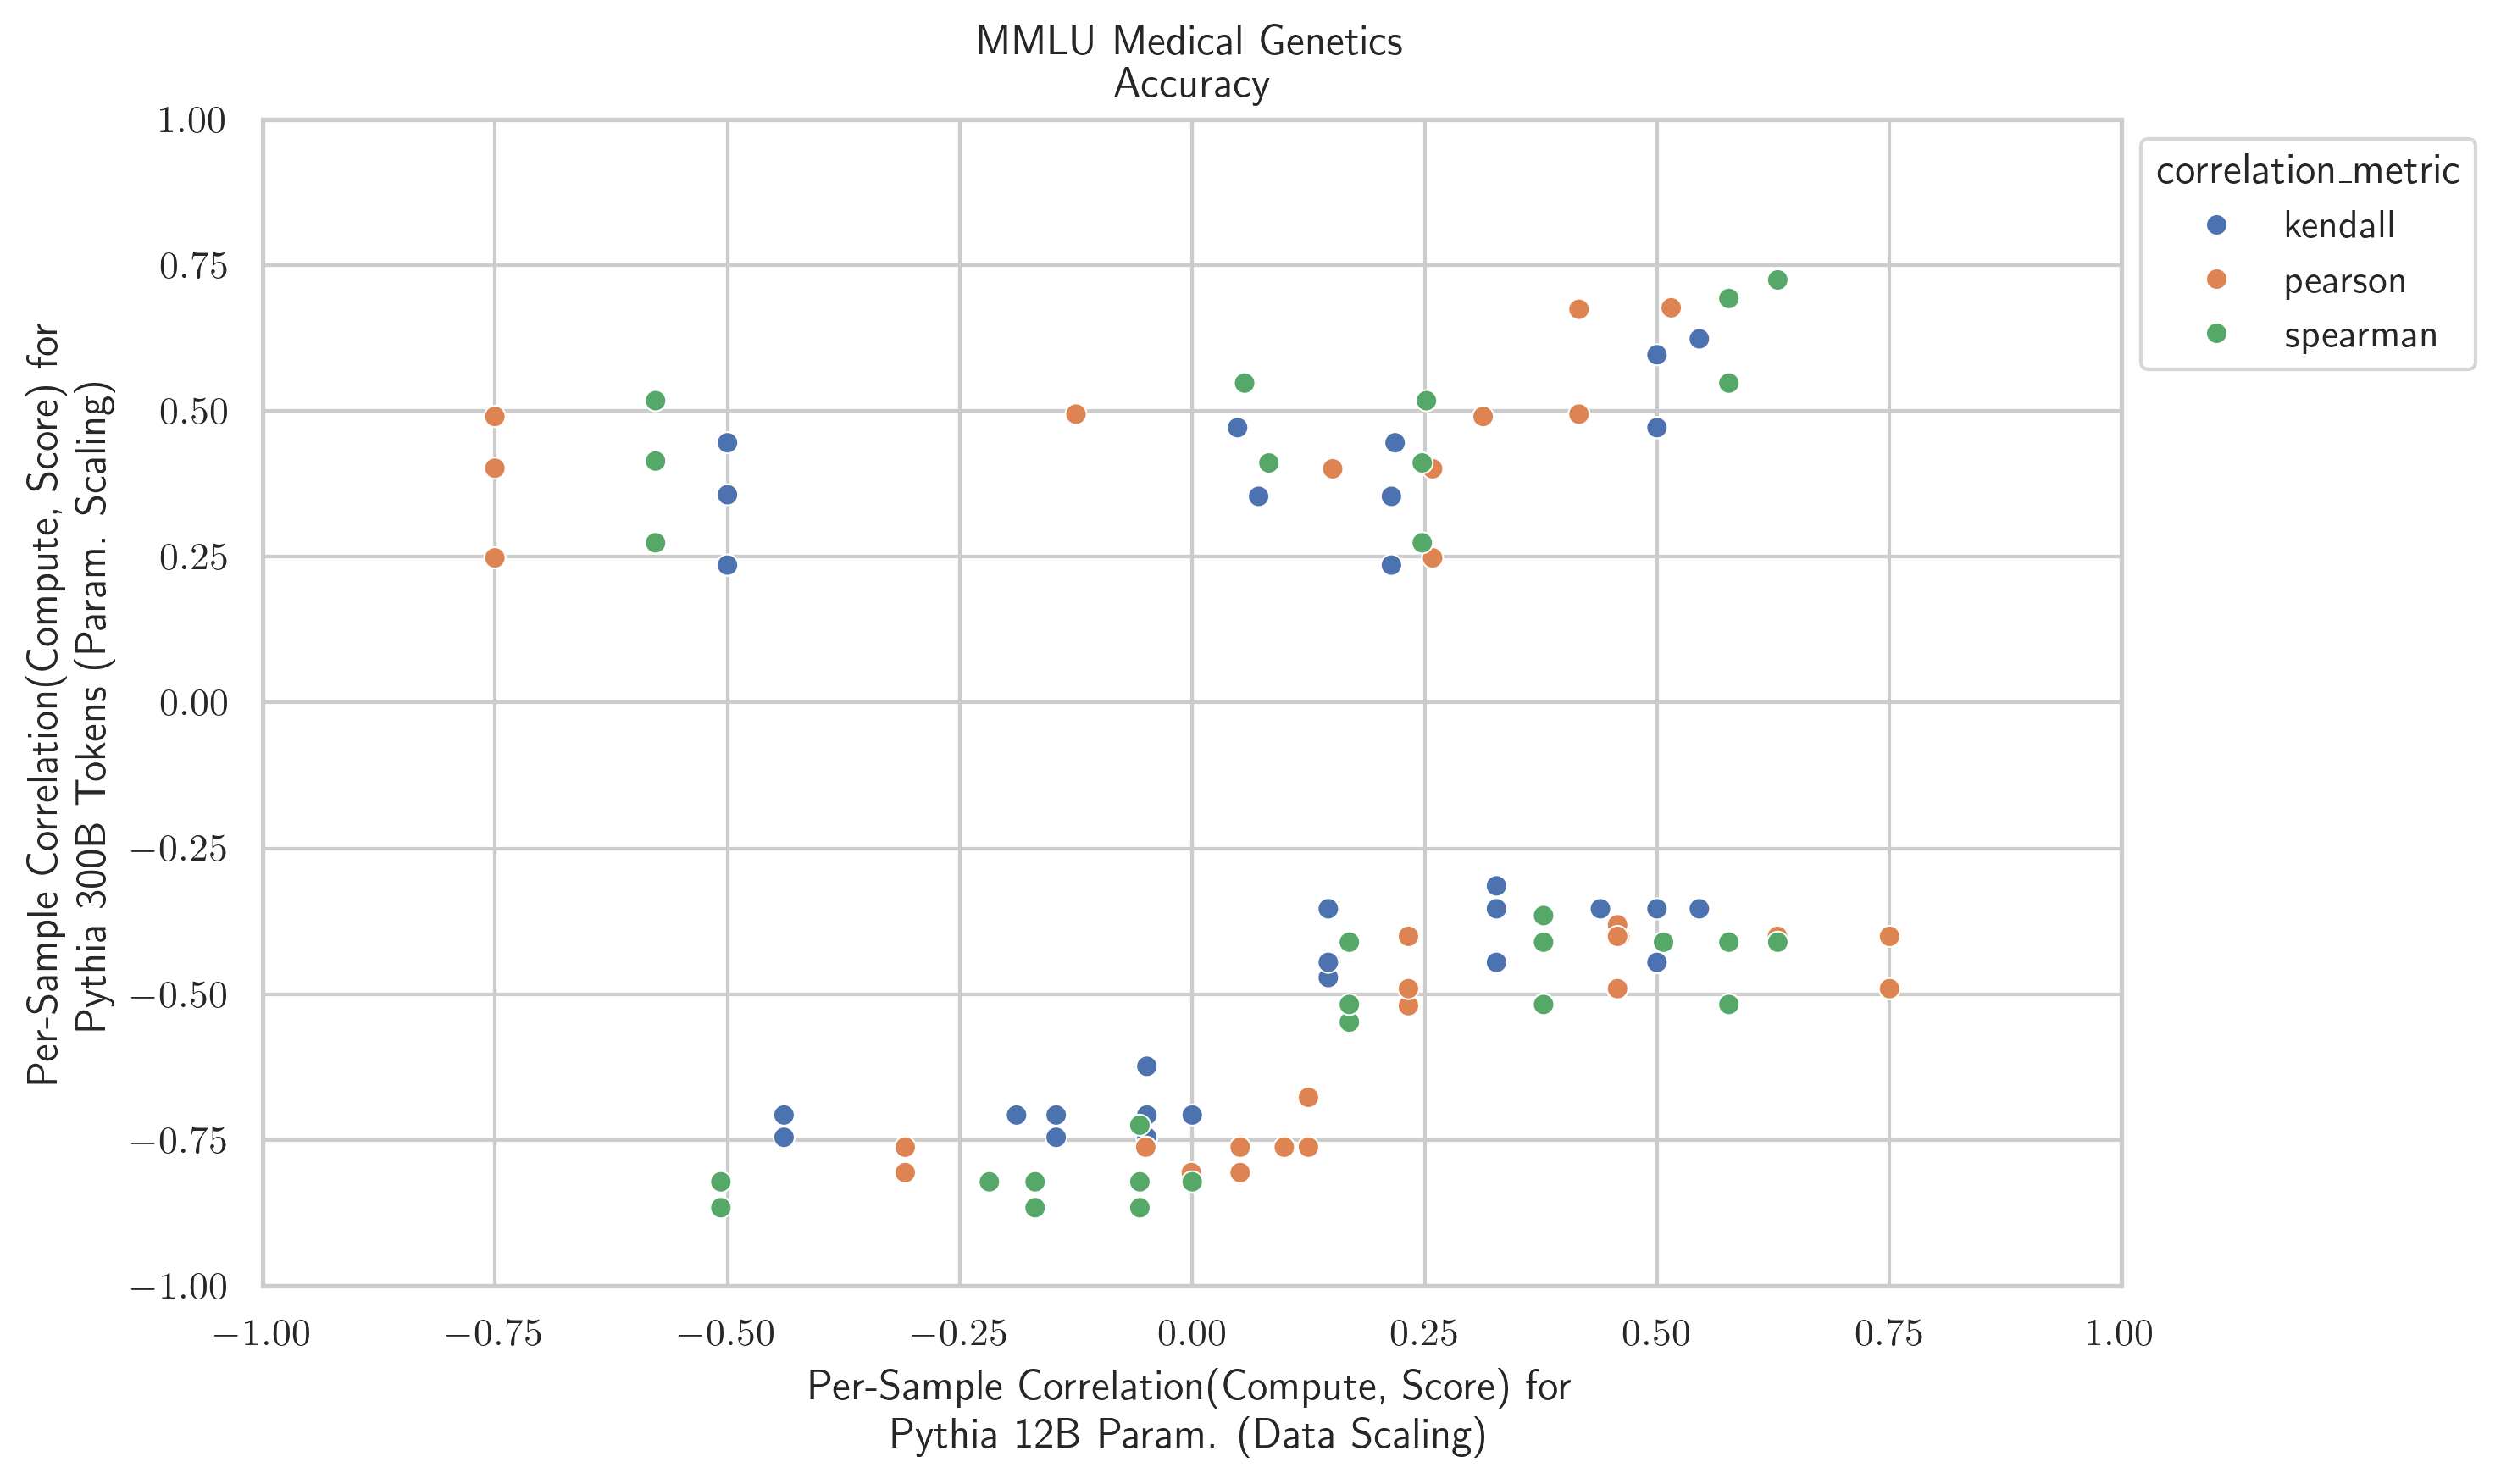 MMLU Medical Genetics
Accuracy
1.00
0.75
0.50
0.25
0.00
−0.25
−0.50
−0.75
−1.00
Per-Sample Correlation(Compute, Score) for
Pythia 300B Tokens (Param. Scaling)
−1.00
−0.75
−0.50
−0.25
0.00
0.25
0.50
0.75
1.00
Per-Sample Correlation(Compute, Score) for
Pythia 12B Param. (Data Scaling)
correlation_metric
kendall
pearson
spearman